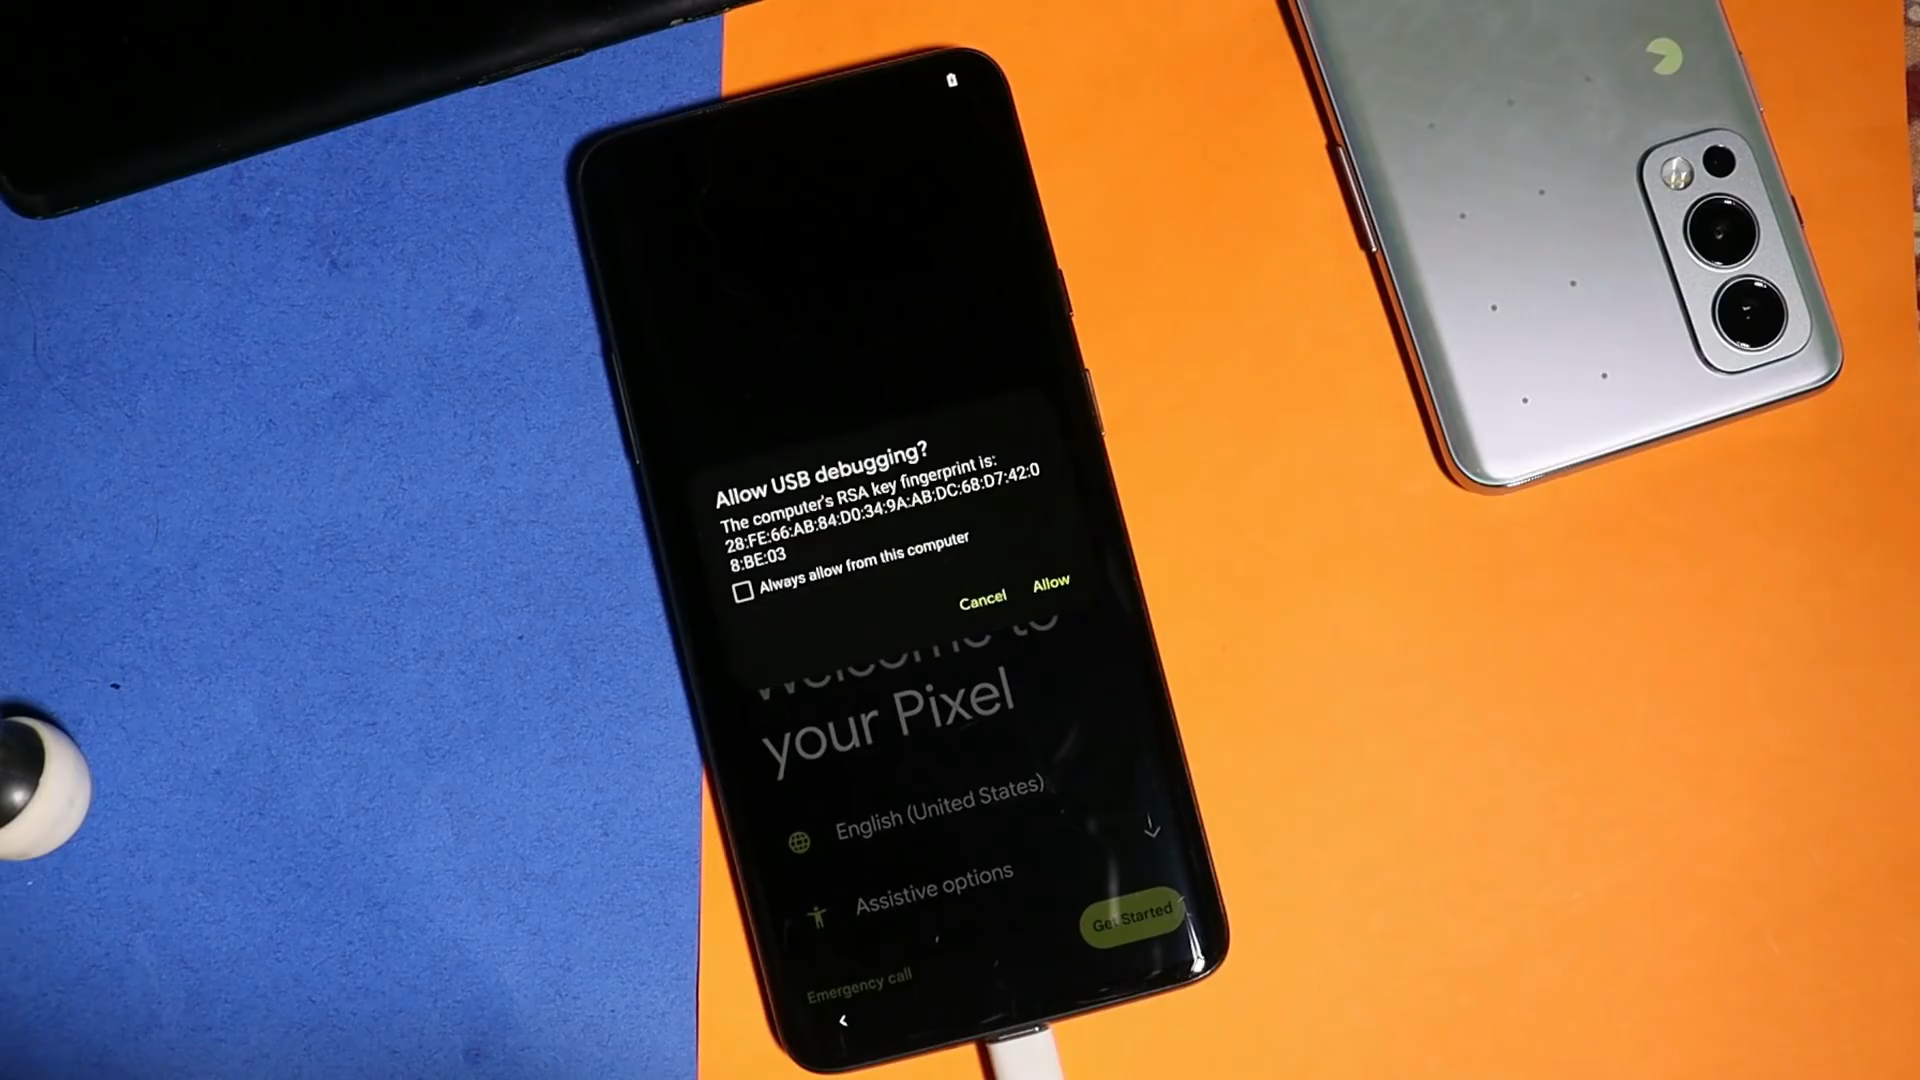 Allow USB debugging?
The computer's RSA key fingerprint is:
28:FE:66:AB:84:D0:34:9A:AB:DC:68:D7:42:0
8:BE:03
Always allow from this computer
Cancel Allow
Welcome to
your Pixel
English (United States)
Assistive options
Get Started
Emergency call